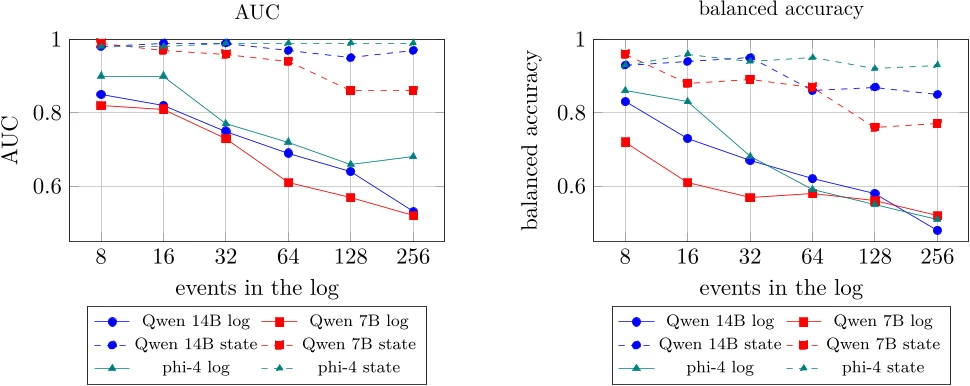 AUC
1
0.8
0.6
AUC
8 16 32 64 128 256
events in the log
Qwen 14B log Qwen 7B log
Qwen 14B state Qwen 7B state
phi-4 log phi-4 state
balanced accuracy
1
0.8
0.6
balanced accuracy
8 16 32 64 128 256
events in the log
Qwen 14B log Qwen 7B log
Qwen 14B state Qwen 7B state
phi-4 log phi-4 state